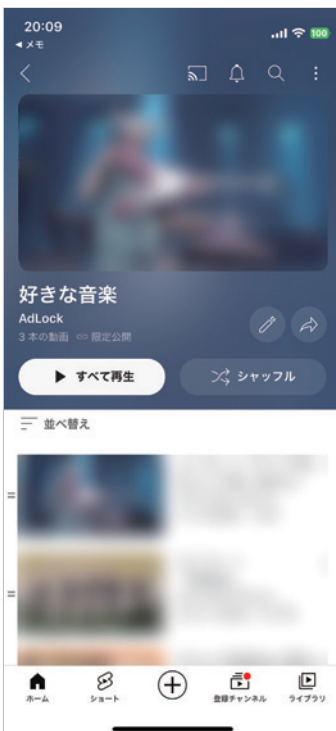 20:09
100
◀ メモ
好きな音楽
AdLock
3 本の動画 限定公開
すべて再生
シャッフル
並べ替え
ホーム
ショート
登録チャンネル
ライブラリ